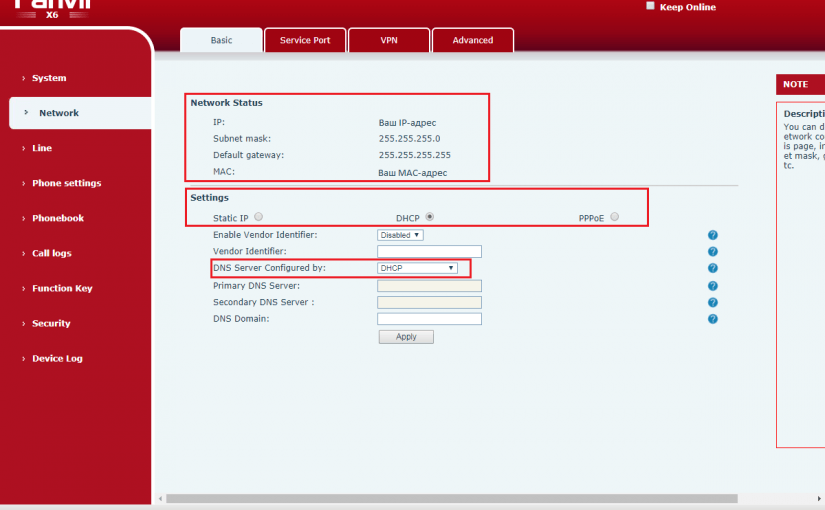 Fanvil
X6
Keep Online
Basic
Service Port
VPN
Advanced
› System
› Network
› Line
› Phone settings
› Phonebook
› Call logs
› Function Key
› Security
› Device Log
Network Status
IP: Ваш IP-адрес
Subnet mask: 255.255.255.0
Default gateway: 255.255.255.255
MAC: Ваш MAC-адрес
Settings
Static IP DHCP PPPoE
Enable Vendor Identifier: Disabled ▼ ?
Vendor Identifier: ?
DNS Server Configured by: DHCP ▼ ?
Primary DNS Server: ?
Secondary DNS Server : ?
DNS Domain: ?
Apply
NOTE
Descripti
You can d
etwork co
is page, i
et mask, g
tc.